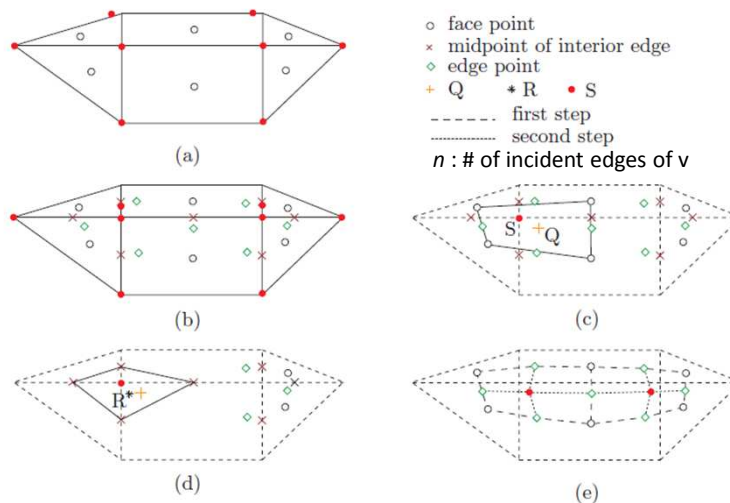 face point
midpoint of interior edge
edge point
Q R S
first step
second step
n : # of incident edges of v
(a)
(b)
S Q
(c)
R
(d)
(e)